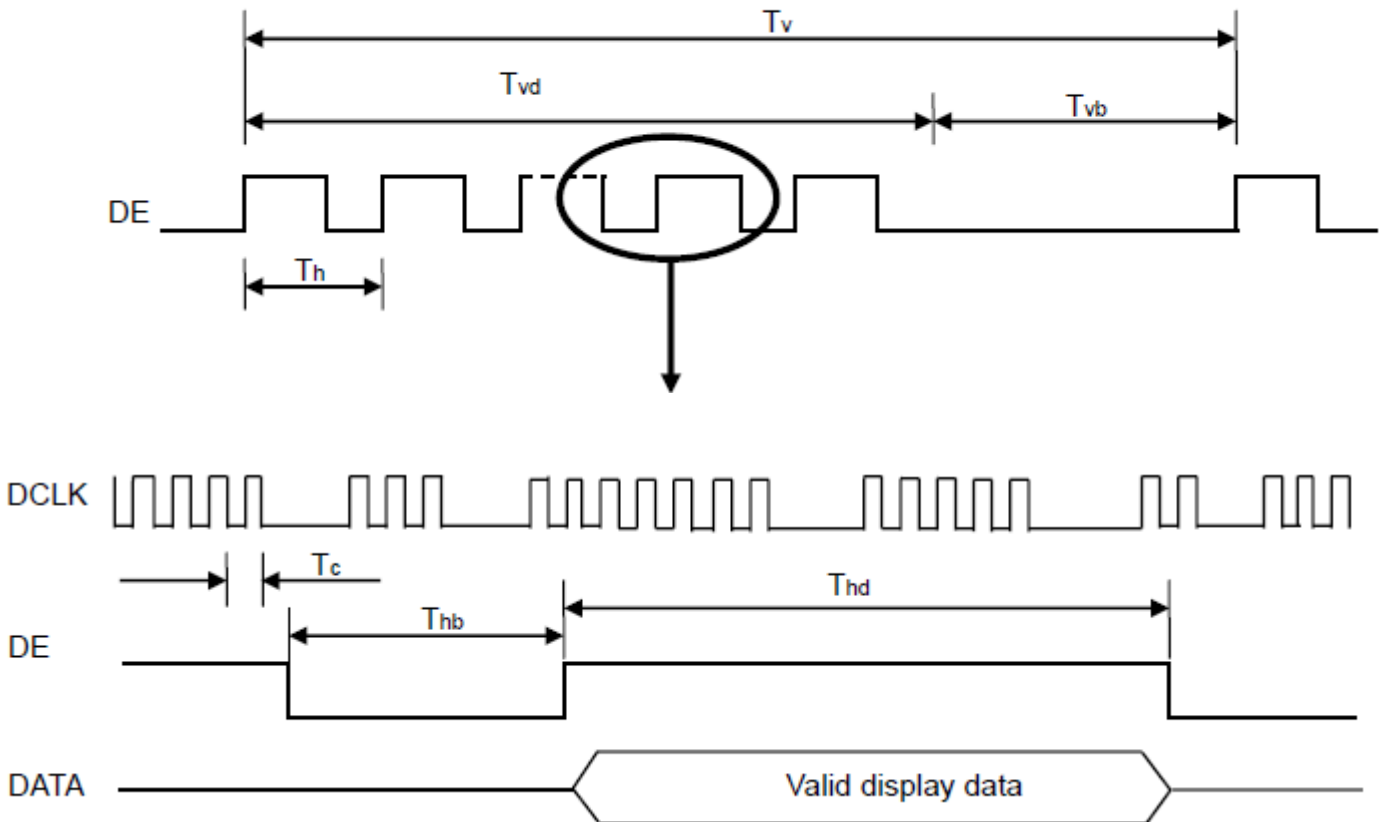 Tv
Tvd
Tvb
DE
Th
DCLK
Tc
Thd
Thb
DE
DATA
Valid display data